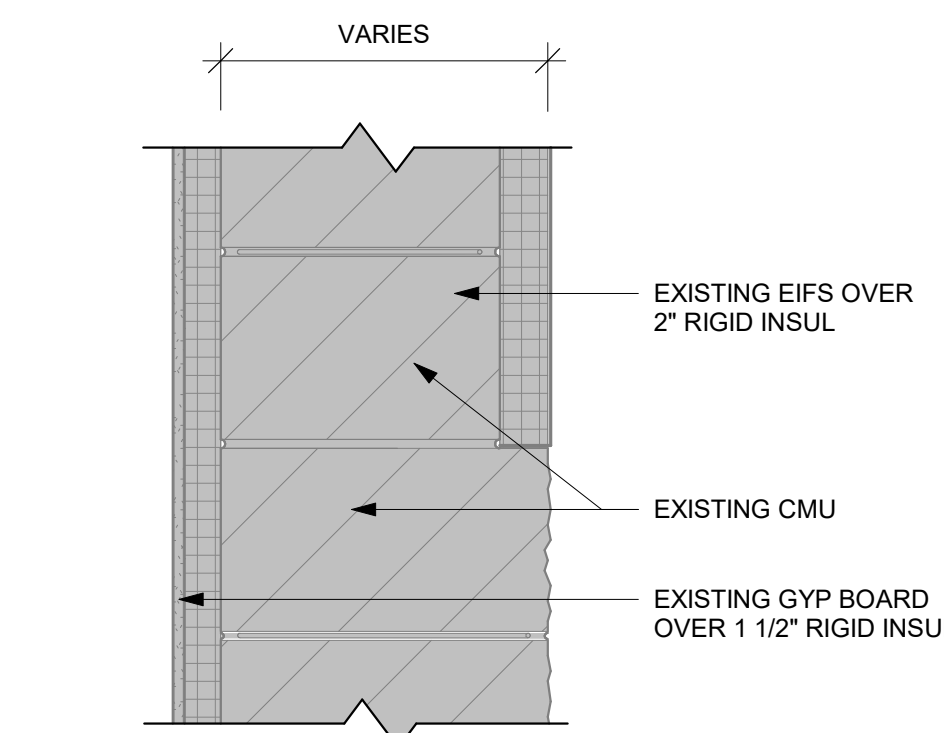 VARIES
EXISTING EIFS OVER
2" RIGID INSUL
EXISTING CMU
EXISTING GYP BOARD
OVER 1 1/2" RIGID INSU